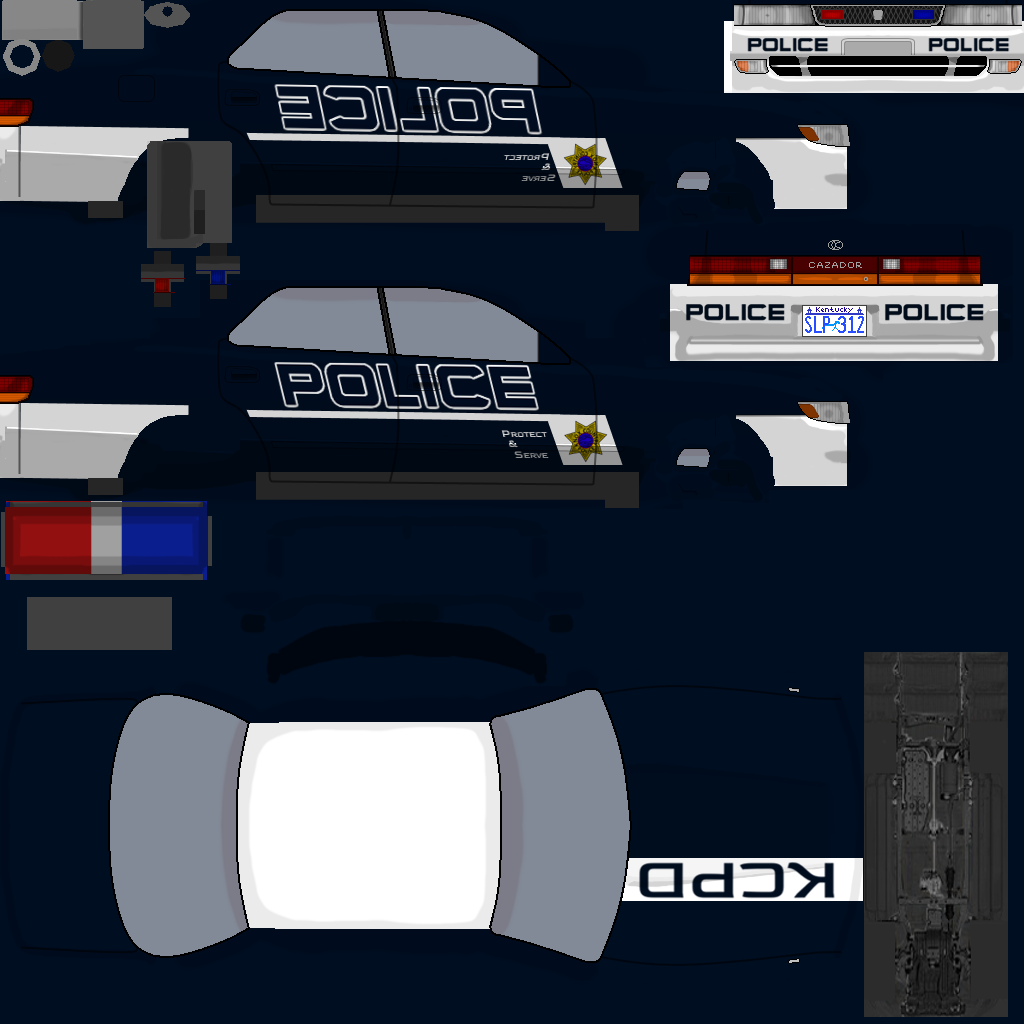 POLICE POLICE
POLICE
PROTECT
&
SERVE
CAZADOR
POLICE POLICE
Kentucky
SLP 312
POLICE
PROTECT
&
SERVE
KCPD